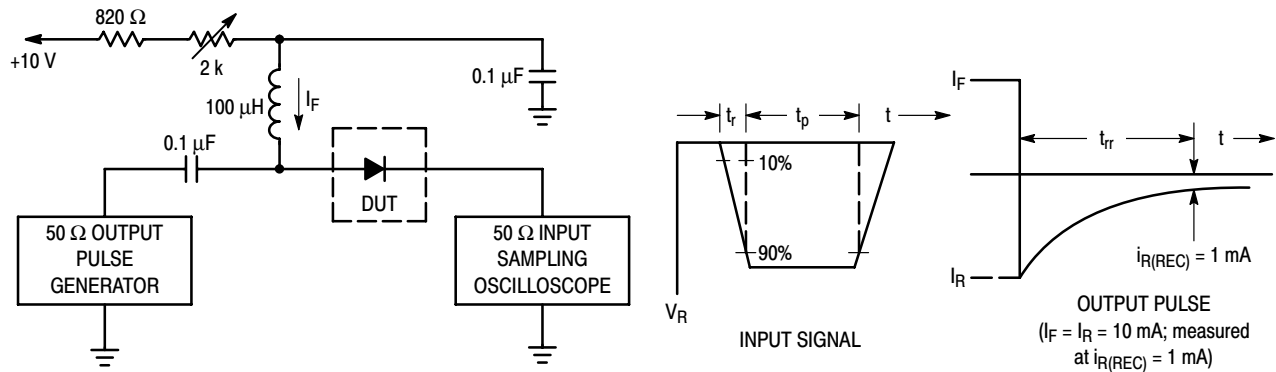 820 Ω
+10 V
2 k
100 µH
I_F
0.1 µF
0.1 µF
DUT
50 Ω OUTPUT
PULSE
GENERATOR
50 Ω INPUT
SAMPLING
OSCILLOSCOPE
t_r
t_p
t
10%
90%
V_R
INPUT SIGNAL
I_F
t_rr
t
i_R(REC) = 1 mA
I_R
OUTPUT PULSE
(I_F = I_R = 10 mA; measured
at i_R(REC) = 1 mA)